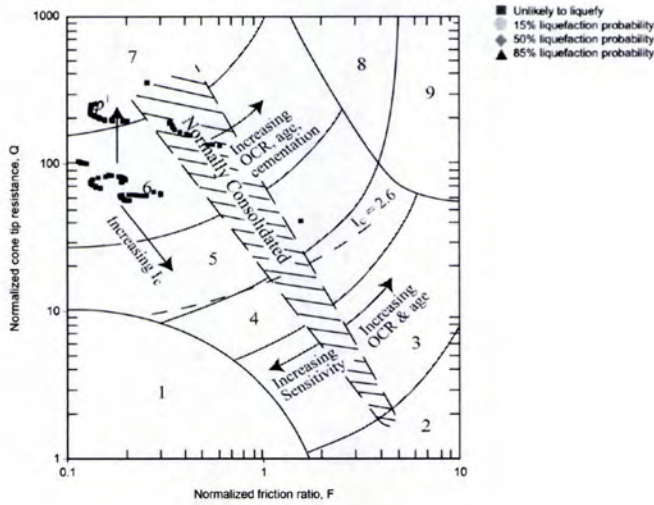 Unlikely to liquefy
15% liquefaction probability
50% liquefaction probability
85% liquefaction probability
1000
100
10
1
Normalized cone tip resistance, Q
7
8
9
6
5
4
3
1
2
Increasing
OCR, age,
cementation
Normally Consolidated
Ic = 2.6
Increasing Ic
Increasing
OCR & age
Increasing
Sensitivity
0.1
1
10
Normalized friction ratio, F